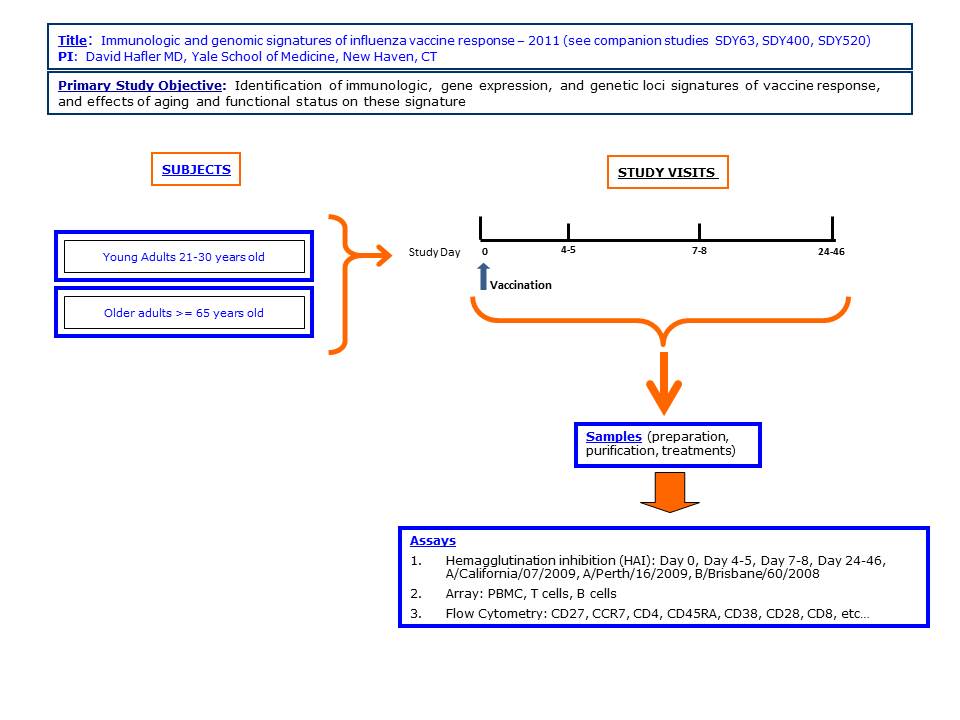 Title: Immunologic and genomic signatures of influenza vaccine response – 2011 (see companion studies SDY63, SDY400, SDY520)
PI: David Hafler MD, Yale School of Medicine, New Haven, CT
Primary Study Objective: Identification of immunologic, gene expression, and genetic loci signatures of vaccine response,
and effects of aging and functional status on these signature
SUBJECTS
STUDY VISITS
Young Adults 21-30 years old
Older adults >= 65 years old
Study Day
0
4-5
7-8
24-46
Vaccination
Samples (preparation,
purification, treatments)
Assays
1. Hemagglutination inhibition (HAI): Day 0, Day 4-5, Day 7-8, Day 24-46,
A/California/07/2009, A/Perth/16/2009, B/Brisbane/60/2008
2. Array: PBMC, T cells, B cells
3. Flow Cytometry: CD27, CCR7, CD4, CD45RA, CD38, CD28, CD8, etc…